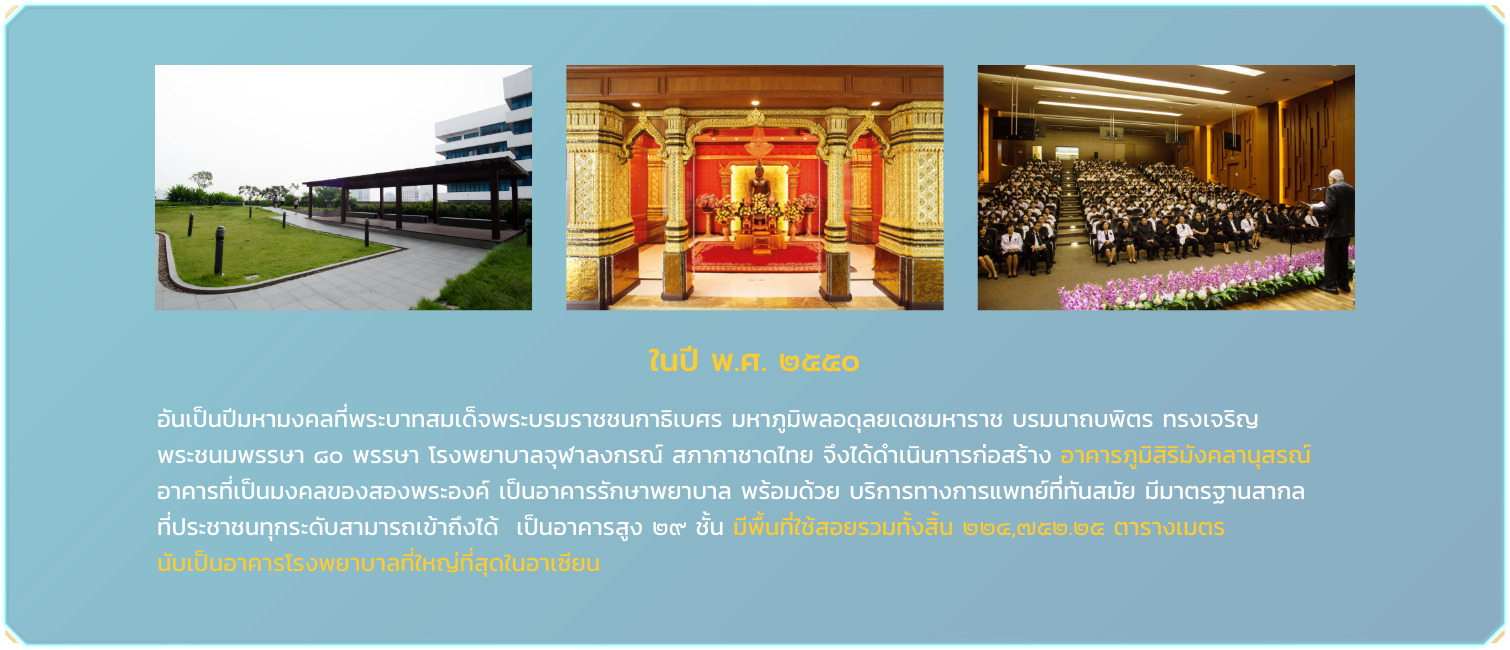 ในปี พ.ศ. ๒๕๕๐
อันเป็นปีมหามงคลที่พระบาทสมเด็จพระบรมราชชนกาธิเบศร มหาภูมิพลอดุลยเดชมหาราช บรมนาถบพิตร ทรงเจริญ
พระชนมพรรษา ๘๐ พรรษา โรงพยาบาลจุฬาลงกรณ์ สภากาชาดไทย จึงได้ดำเนินการก่อสร้าง อาคารภูมิสิริมังคลานุสรณ์
อาคารที่เป็นมงคลของสองพระองค์ เป็นอาคารรักษาพยาบาล พร้อมด้วย บริการทางการแพทย์ที่ทันสมัย มีมาตรฐานสากล
ที่ประชาชนทุกระดับสามารถเข้าถึงได้ เป็นอาคารสูง ๒๙ ชั้น มีพื้นที่ใช้สอยรวมทั้งสิ้น ๒๒๔,๗๕๒.๒๕ ตารางเมตร
นับเป็นอาคารโรงพยาบาลที่ใหญ่ที่สุดในอาเซียน